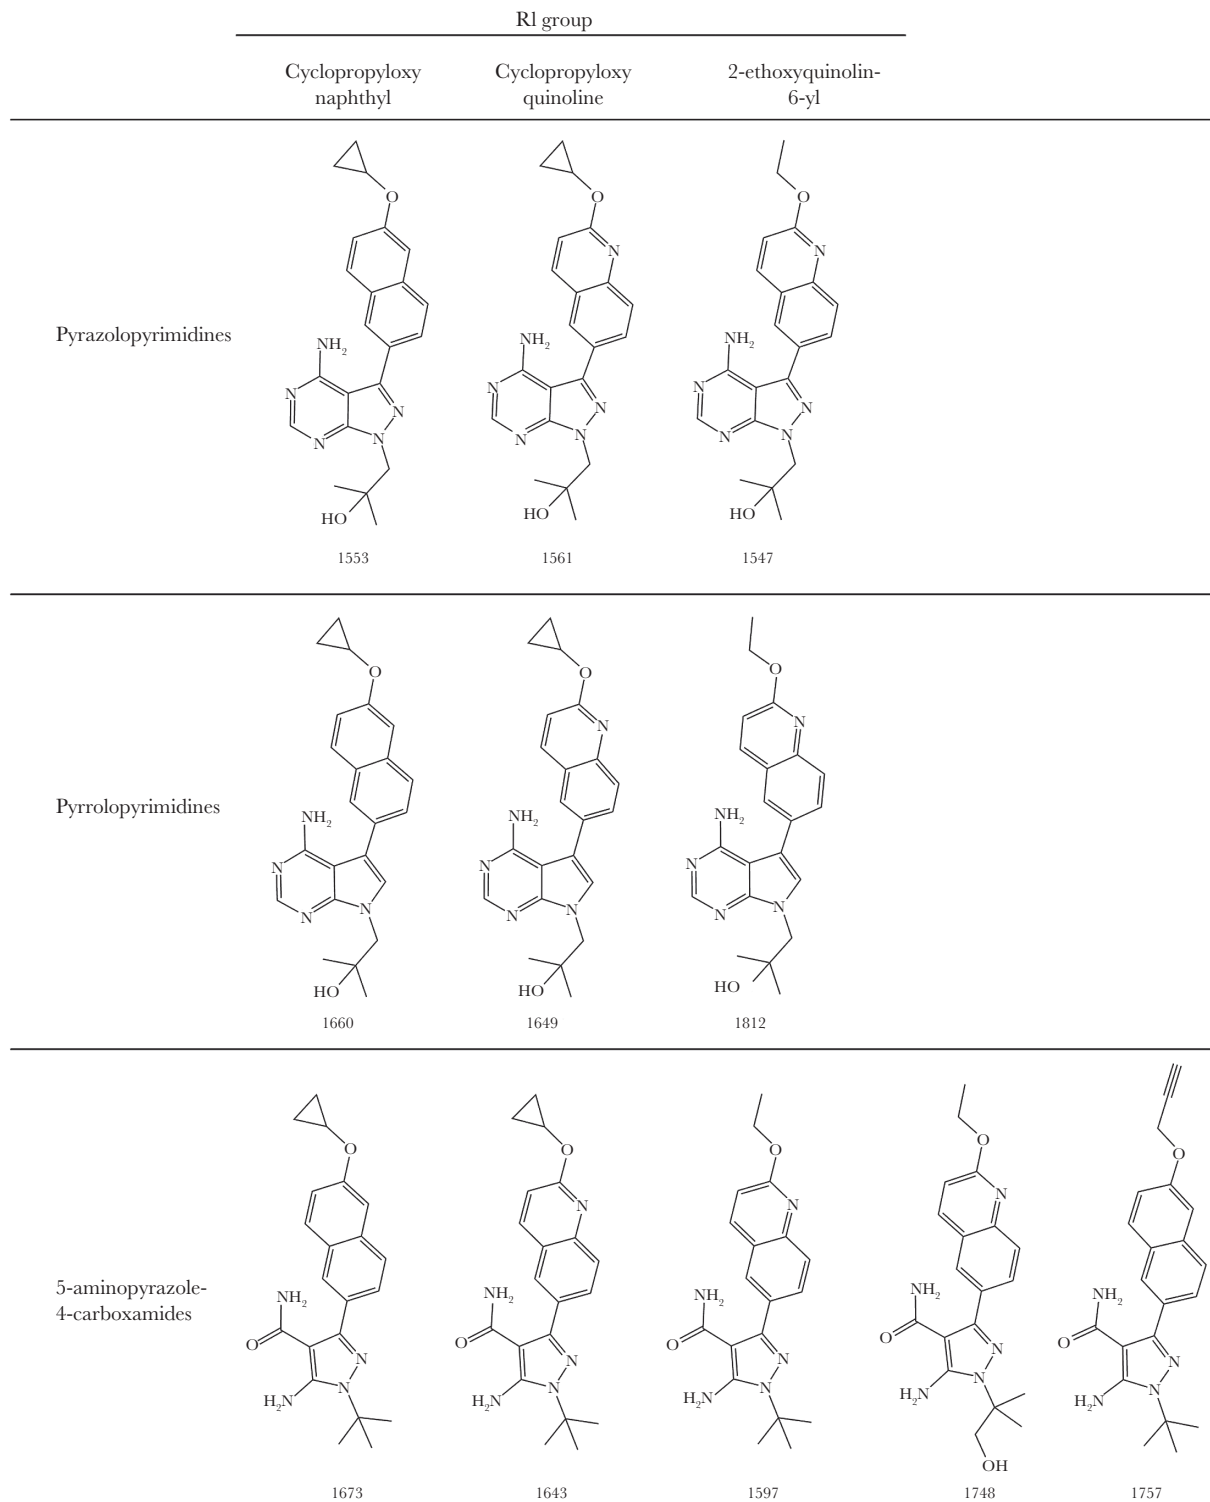 Rl group
Cyclopropyloxy
naphthyl
Cyclopropyloxy
quinoline
2-ethoxyquinolin-
6-yl
Pyrazolopyrimidines
O
NH₂
N
N
N
N
HO
1553
O
N
NH₂
N
N
N
N
HO
1561
O
N
NH₂
N
N
N
N
HO
1547
Pyrrolopyrimidines
O
NH₂
N
N
N
HO
1660
O
N
NH₂
N
N
N
HO
1649
O
N
NH₂
N
N
N
HO
1812
5-aminopyrazole-
4-carboxamides
O
NH₂
O
N
N
H₂N
1673
O
N
NH₂
O
N
N
H₂N
1643
O
N
NH₂
O
N
N
H₂N
1597
O
N
NH₂
O
N
N
H₂N
OH
1748
O
NH₂
O
N
N
H₂N
1757